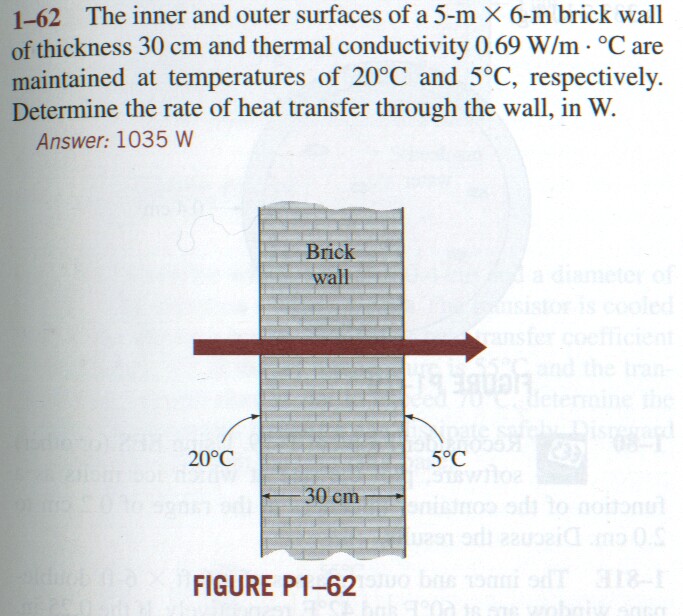 1–62 The inner and outer surfaces of a 5-m × 6-m brick wall
of thickness 30 cm and thermal conductivity 0.69 W/m · °C are
maintained at temperatures of 20°C and 5°C, respectively.
Determine the rate of heat transfer through the wall, in W.
Answer: 1035 W
Brick
wall
20°C
5°C
30 cm
FIGURE P1–62